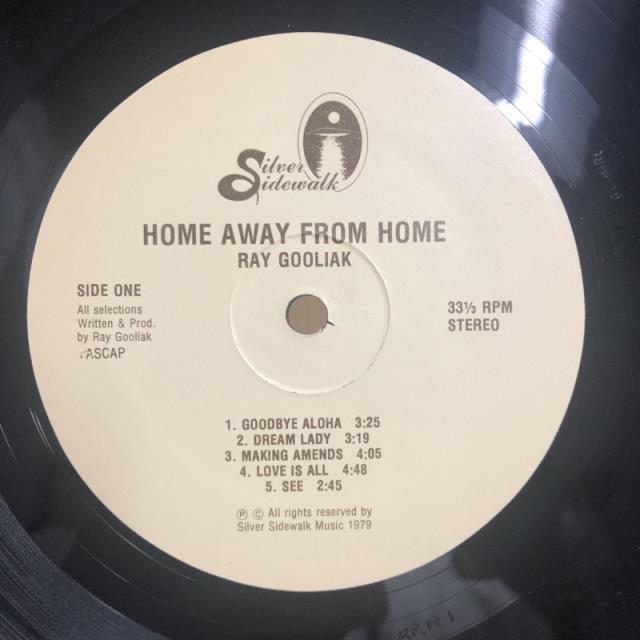 Silver
Sidewalk
HOME AWAY FROM HOME
RAY GOOLIAK
SIDE ONE
All selections
Written & Prod.
by Ray Gooliak
ASCAP
33⅓ RPM
STEREO
1. GOODBYE ALOHA 3:25
2. DREAM LADY 3:19
3. MAKING AMENDS 4:05
4. LOVE IS ALL 4:48
5. SEE 2:45
℗ © All rights reserved by
Silver Sidewalk Music 1979